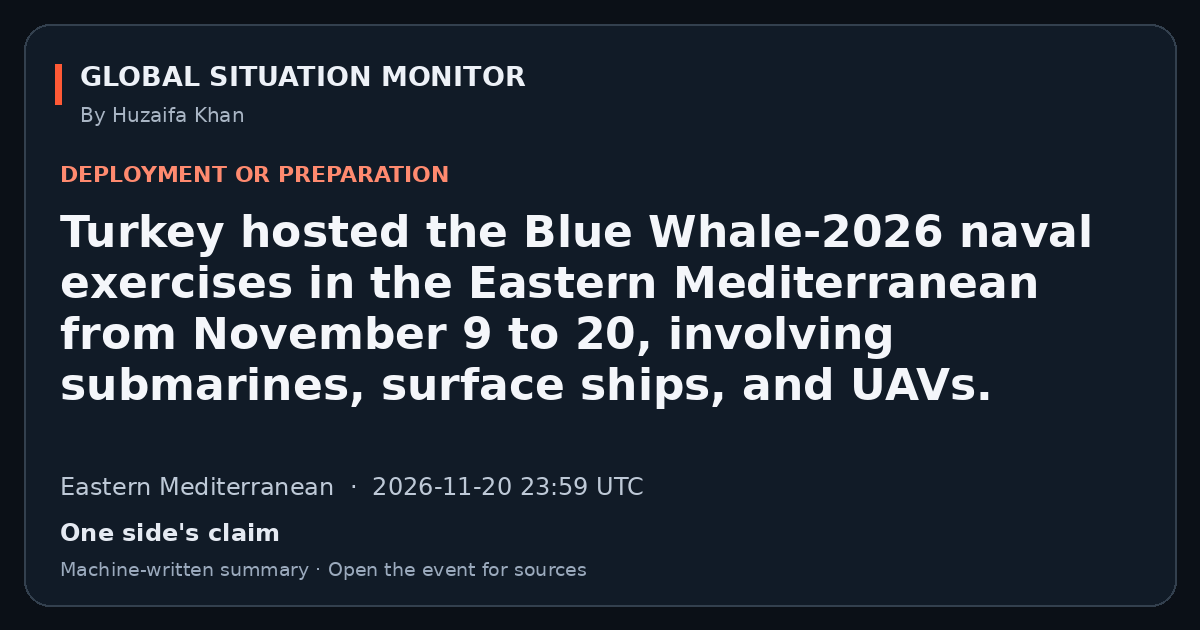 GLOBAL SITUATION MONITOR
By Huzaifa Khan
DEPLOYMENT OR PREPARATION
Turkey hosted the Blue Whale-2026 naval
exercises in the Eastern Mediterranean
from November 9 to 20, involving
submarines, surface ships, and UAVs.
Eastern Mediterranean · 2026-11-20 23:59 UTC
One side's claim
Machine-written summary · Open the event for sources